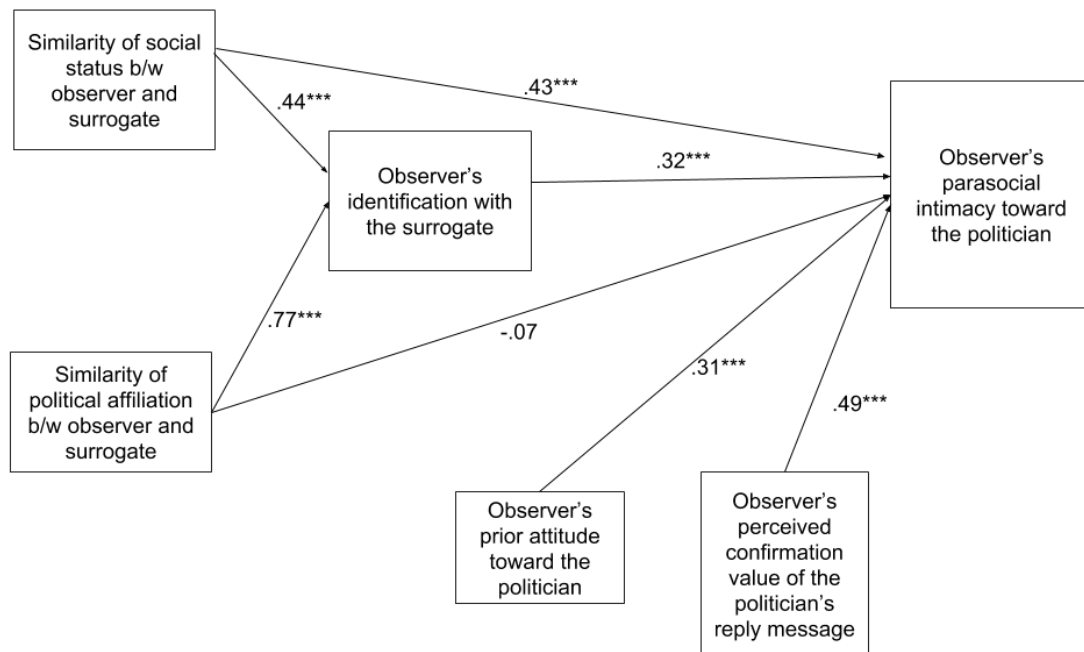 Similarity of social
status b/w
observer and
surrogate
.44***
.43***
Observer’s
identification with
the surrogate
.32***
Observer’s
parasocial
intimacy toward
the politician
.77***
-.07
Similarity of
political affiliation
b/w observer and
surrogate
.31***
.49***
Observer’s
prior attitude
toward the
politician
Observer’s
perceived
confirmation
value of the
politician’s
reply message